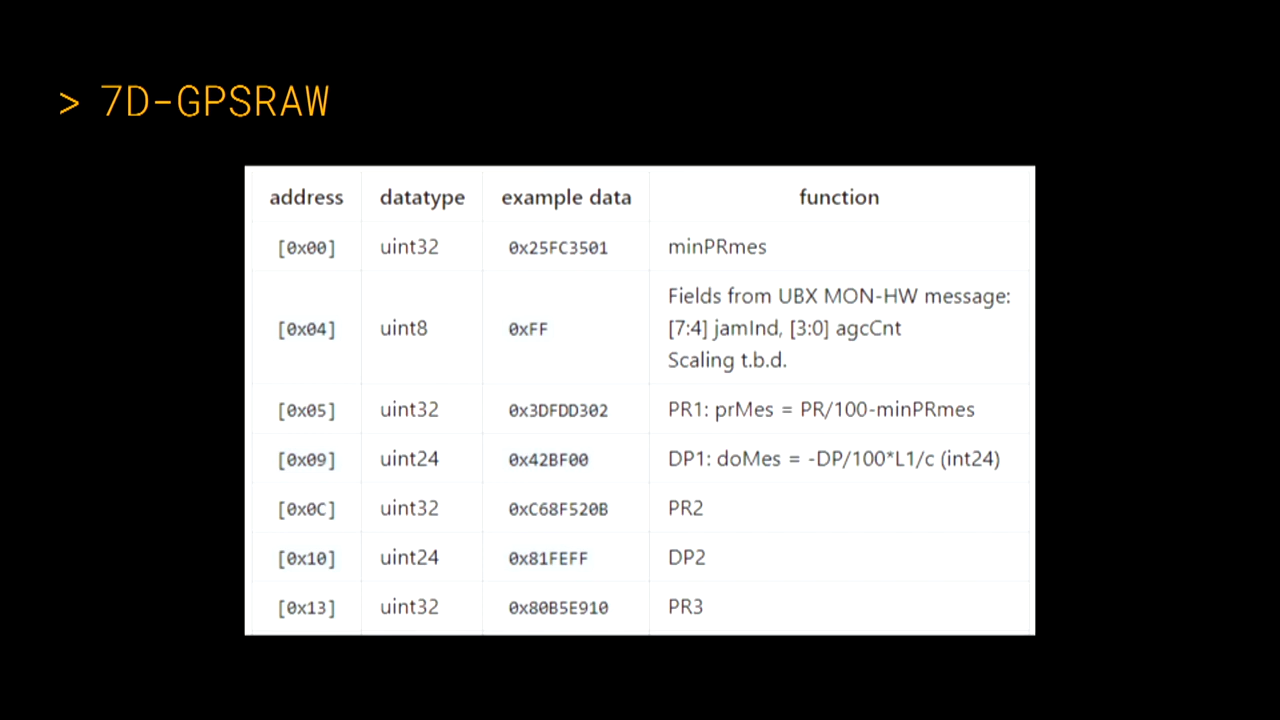 > 7D-GPSRAW
address datatype example data function
[0x00] uint32 0x25FC3501 minPRmes
[0x04] uint8 0xFF Fields from UBX MON-HW message:
[7:4] jamInd, [3:0] agcCnt
Scaling t.b.d.
[0x05] uint32 0x3DFDD302 PR1: prMes = PR/100-minPRmes
[0x09] uint24 0x42BF00 DP1: doMes = -DP/100*L1/c (int24)
[0x0C] uint32 0xC68F520B PR2
[0x10] uint24 0x81FEFF DP2
[0x13] uint32 0x80B5E910 PR3